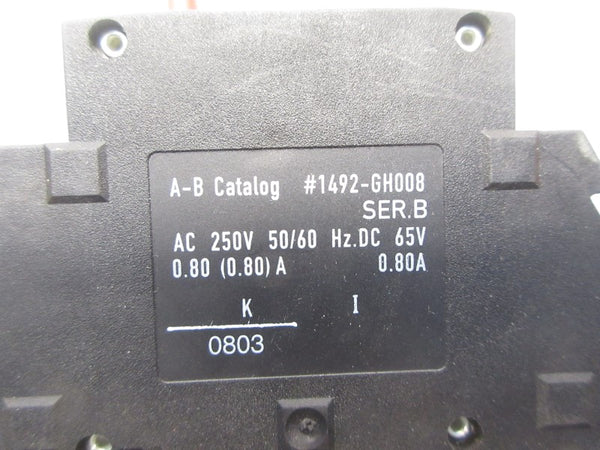 A-B Catalog #1492-GH008
SER.B
AC 250V 50/60 Hz.DC 65V
0.80 (0.80) A 0.80A
K I
0803